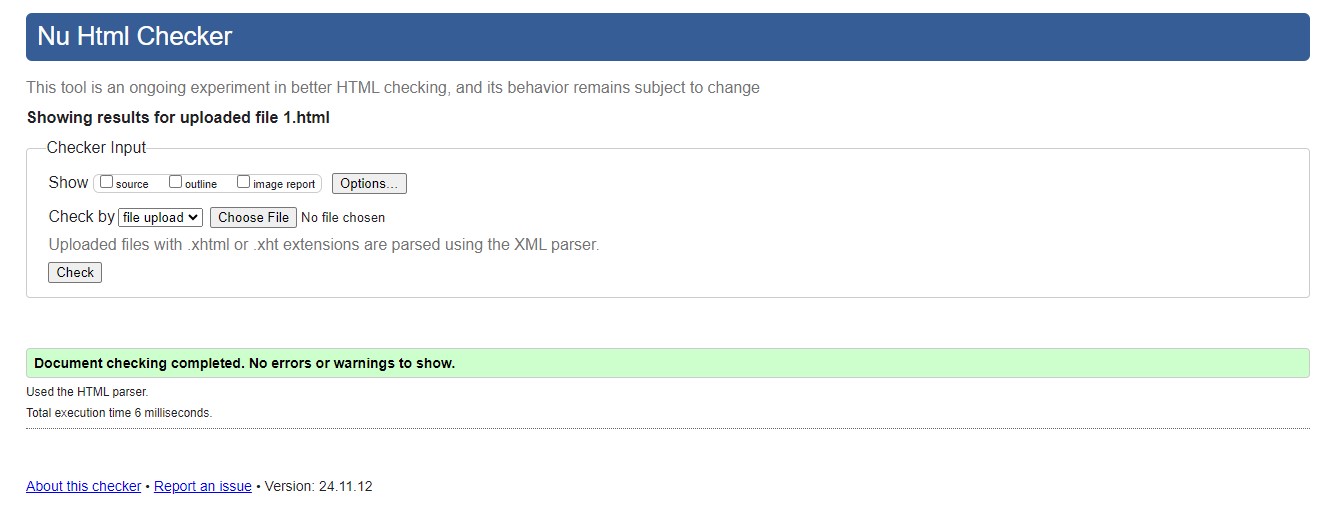 Nu Html Checker
This tool is an ongoing experiment in better HTML checking, and its behavior remains subject to change
Showing results for uploaded file 1.html
Checker Input
Show source outline image report Options...
Check by file upload Choose File No file chosen
Uploaded files with .xhtml or .xht extensions are parsed using the XML parser.
Check
Document checking completed. No errors or warnings to show.
Used the HTML parser.
Total execution time 6 milliseconds.
About this checker • Report an issue • Version: 24.11.12